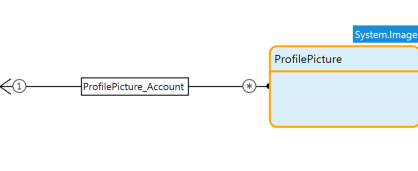 System.Image
ProfilePicture
1
ProfilePicture_Account
*